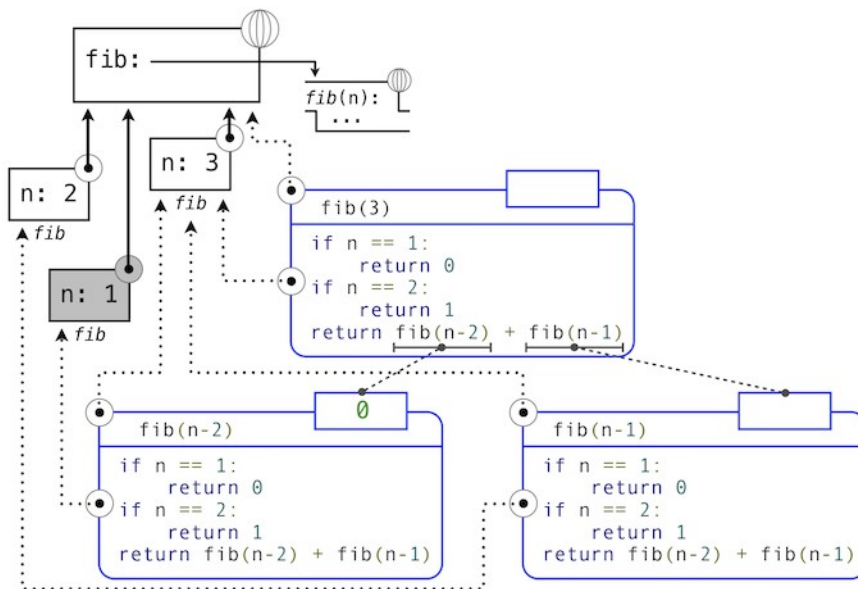 fib:
fib(n):
...
n: 3
fib
n: 2
fib
n: 1
fib
fib(3)
if n == 1:
    return 0
if n == 2:
    return 1
return fib(n-2) + fib(n-1)
0
fib(n-2)
if n == 1:
    return 0
if n == 2:
    return 1
return fib(n-2) + fib(n-1)
fib(n-1)
if n == 1:
    return 0
if n == 2:
    return 1
return fib(n-2) + fib(n-1)